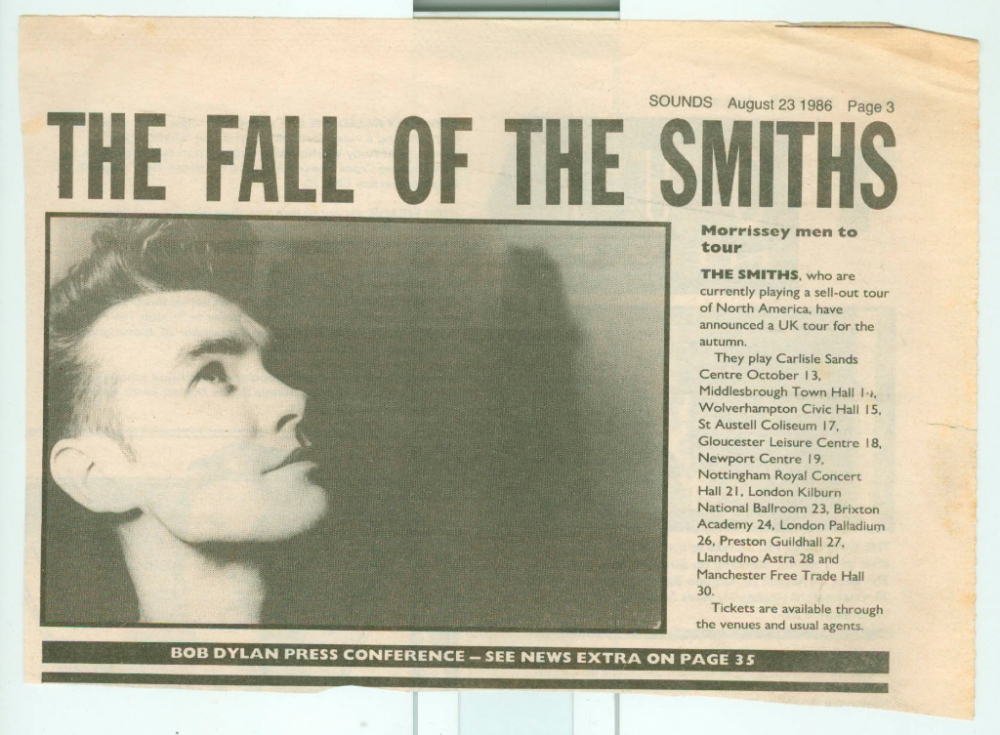 SOUNDS August 23 1986 Page 3
THE FALL OF THE SMITHS
Morrissey men to
tour
THE SMITHS, who are
currently playing a sell-out tour
of North America, have
announced a UK tour for the
autumn.
They play Carlisle Sands
Centre October 13,
Middlesbrough Town Hall 14,
Wolverhampton Civic Hall 15,
St Austell Coliseum 17,
Gloucester Leisure Centre 18,
Newport Centre 19,
Nottingham Royal Concert
Hall 21, London Kilburn
National Ballroom 23, Brixton
Academy 24, London Palladium
26, Preston Guildhall 27,
Llandudno Astra 28 and
Manchester Free Trade Hall
30.
Tickets are available through
the venues and usual agents.
BOB DYLAN PRESS CONFERENCE – SEE NEWS EXTRA ON PAGE 35